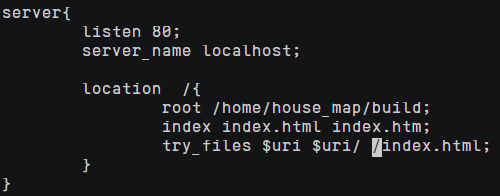 server{
listen 80;
server_name localhost;
location  /{
root /home/house_map/build;
index index.html index.htm;
try_files $uri $uri/ /index.html;
}
}